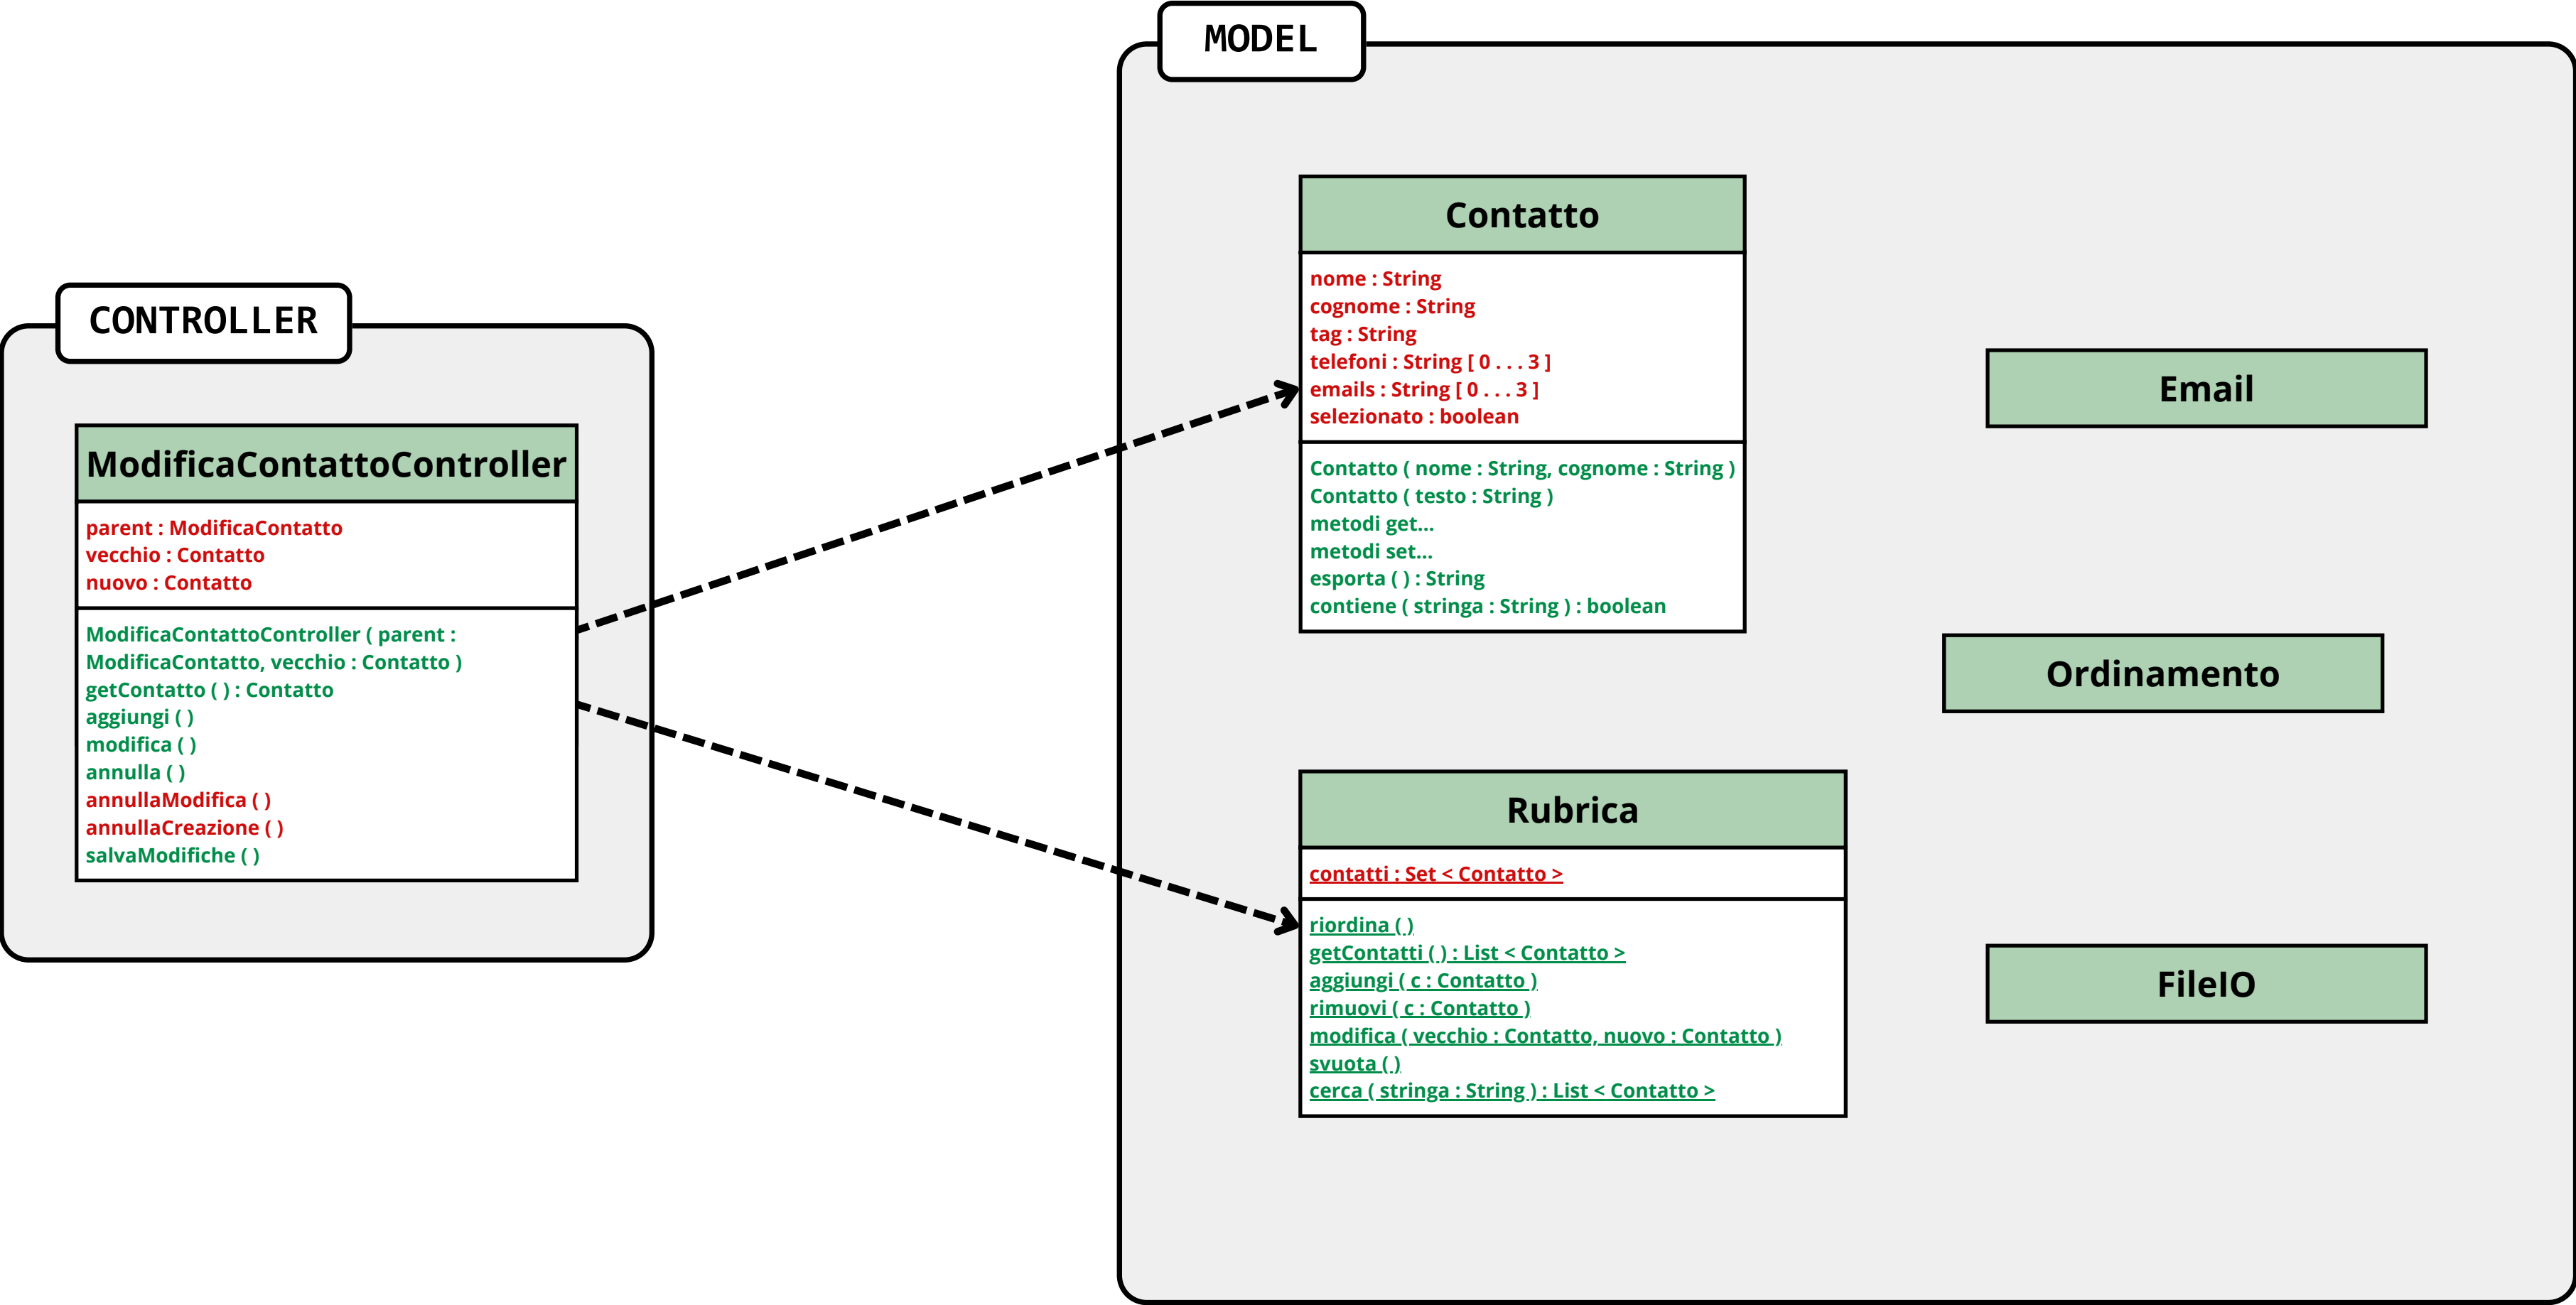 CONTROLLER
ModificaContattoController
parent : ModificaContatto
vecchio : Contatto
nuovo : Contatto
ModificaContattoController ( parent :
ModificaContatto, vecchio : Contatto )
getContatto ( ) : Contatto
aggiungi ( )
modifica ( )
annulla ( )
annullaModifica ( )
annullaCreazione ( )
salvaModifiche ( )
MODEL
Contatto
nome : String
cognome : String
tag : String
telefoni : String [ 0 . . . 3 ]
emails : String [ 0 . . . 3 ]
selezionato : boolean
Contatto ( nome : String, cognome : String )
Contatto ( testo : String )
metodi get...
metodi set...
esporta ( ) : String
contiene ( stringa : String ) : boolean
Rubrica
contatti : Set < Contatto >
riordina ( )
getContatti ( ) : List < Contatto >
aggiungi ( c : Contatto )
rimuovi ( c : Contatto )
modifica ( vecchio : Contatto, nuovo : Contatto )
svuota ( )
cerca ( stringa : String ) : List < Contatto >
Email
Ordinamento
FileIO